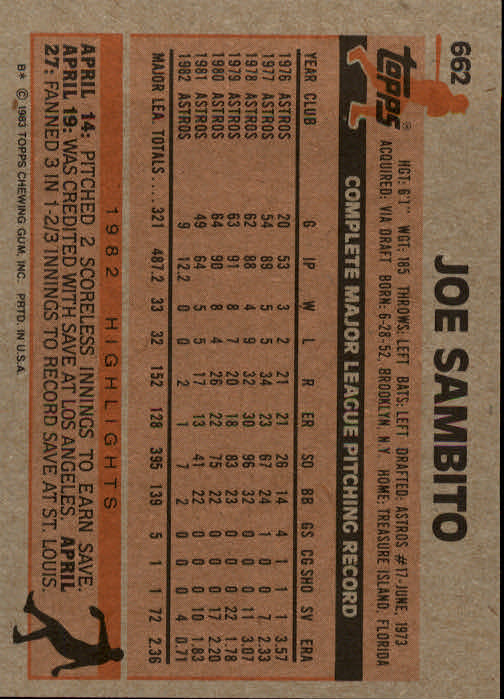 662
topps®
JOE SAMBITO
HGT: 6'1" WGT: 185 THROWS: LEFT BATS: LEFT DRAFTED: ASTROS #17-JUNE, 1973
ACQUIRED: VIA DRAFT BORN: 6-28-52, BROOKLYN, N.Y. HOME: TREASURE ISLAND, FLORIDA
COMPLETE MAJOR LEAGUE PITCHING RECORD
YEAR CLUB G IP W L R ER SO BB GS CG SHO SV ERA
1976 ASTROS 20 53 3 2 21 21 26 14 4 1 1 1 3.57
1977 ASTROS 54 89 5 5 34 23 67 24 1 0 0 7 2.33
1978 ASTROS 62 88 4 9 32 30 96 32 0 0 0 11 3.07
1979 ASTROS 63 91 8 7 20 18 83 23 0 0 0 22 1.78
1980 ASTROS 64 90 8 4 26 22 75 22 0 0 0 17 2.20
1981 ASTROS 49 64 5 5 17 13 41 22 0 0 0 10 1.83
1982 ASTROS 9 12.2 0 0 2 1 7 2 0 0 0 4 0.71
MAJOR LEA. TOTALS .... 321 487.2 33 32 152 128 395 139 5 1 1 72 2.36
1982 HIGHLIGHTS
APRIL 14: PITCHED 2 SCORELESS INNINGS TO EARN SAVE.
APRIL 19: WAS CREDITED WITH SAVE AT LOS ANGELES. APRIL
27: FANNED 3 IN 1-2/3 INNINGS TO RECORD SAVE AT ST. LOUIS.
B* © 1983 TOPPS CHEWING GUM, INC. PRTD. IN U.S.A.